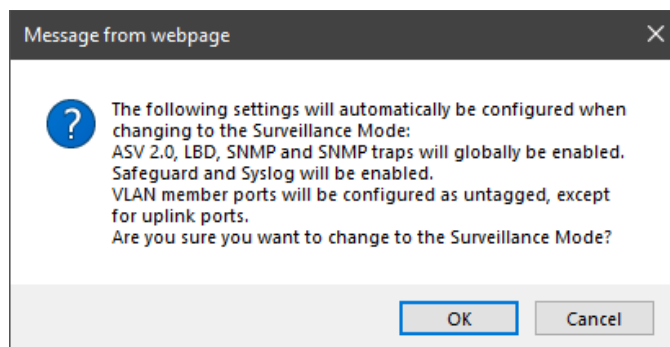 Message from webpage
The following settings will automatically be configured when
changing to the Surveillance Mode:
ASV 2.0, LBD, SNMP and SNMP traps will globally be enabled.
Safeguard and Syslog will be enabled.
VLAN member ports will be configured as untagged, except
for uplink ports.
Are you sure you want to change to the Surveillance Mode?
OK
Cancel